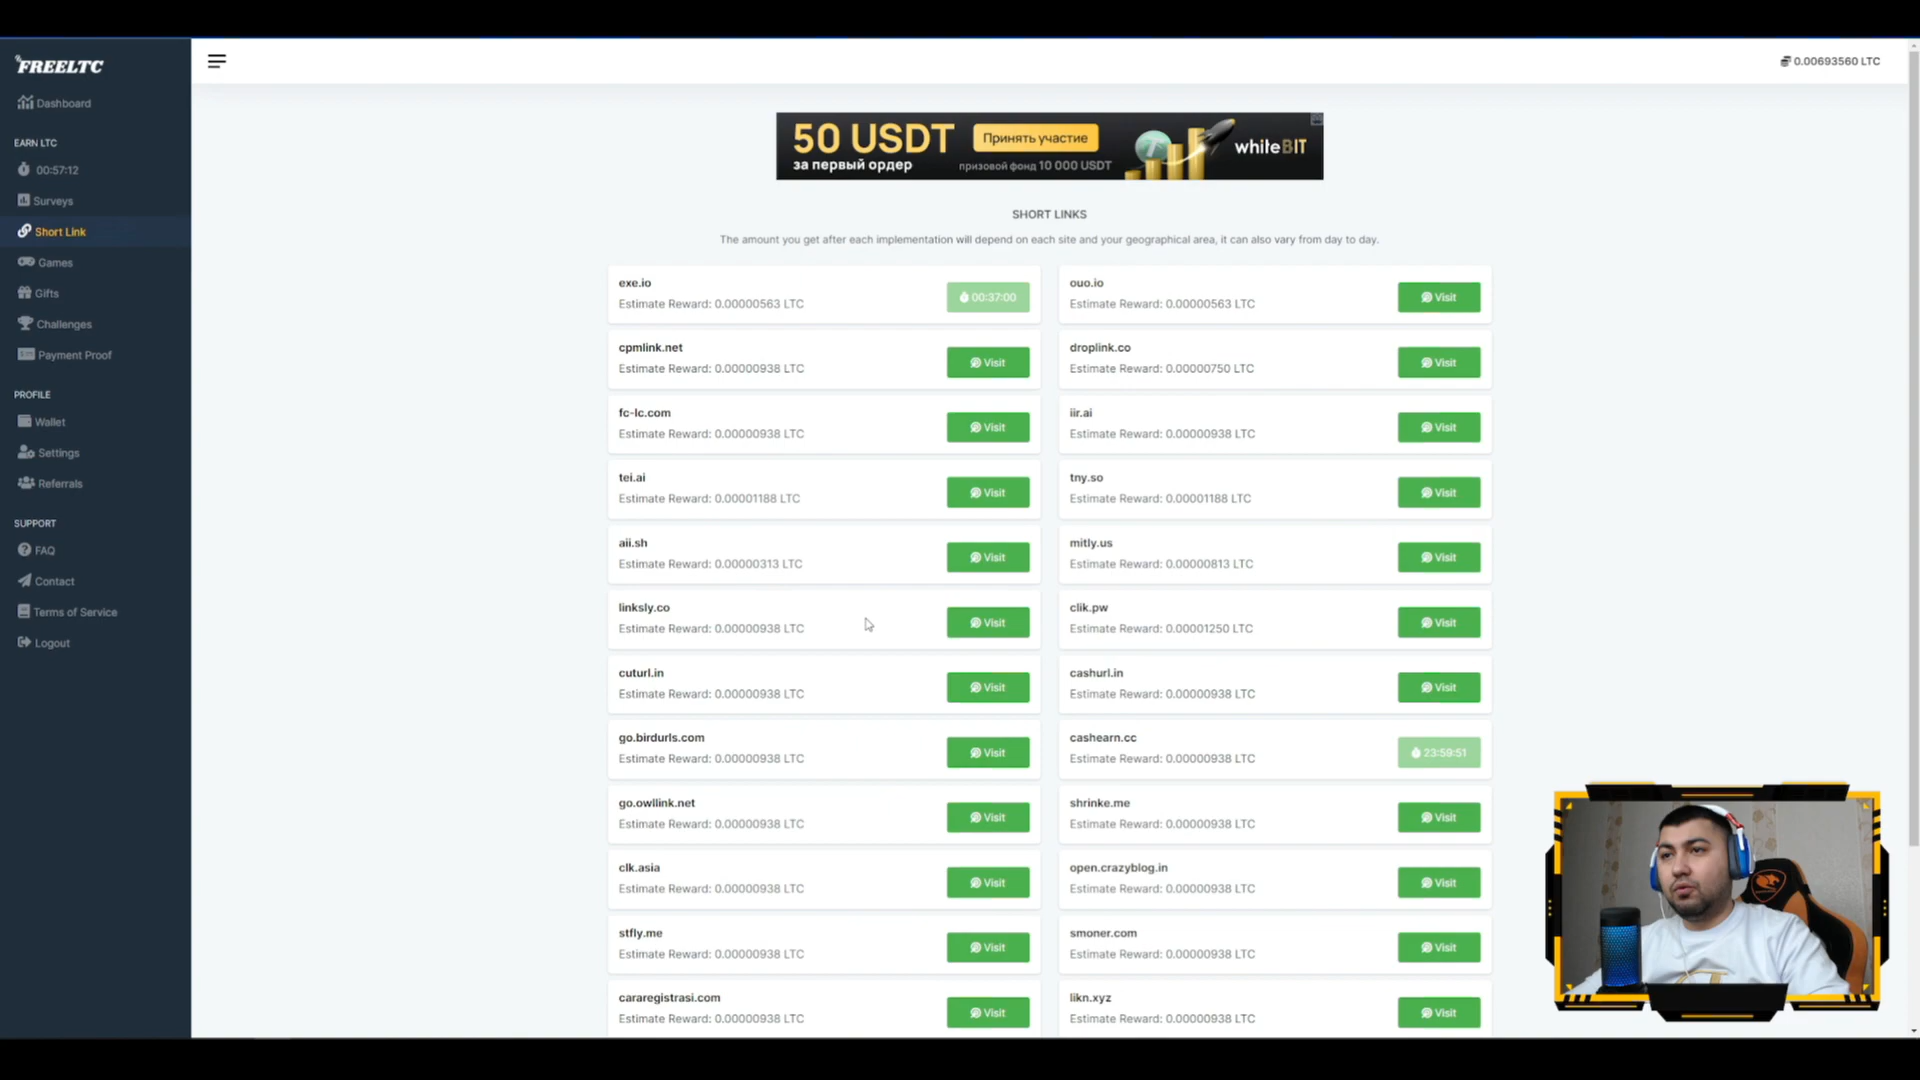 FREELTC
0.00693560 LTC
Dashboard
EARN LTC
00:57:12
Surveys
Short Link
Games
Gifts
Challenges
Payment Proof
PROFILE
Wallet
Settings
Referrals
SUPPORT
FAQ
Contact
Terms of Service
Logout
50 USDT
за первый ордер
Принять участие
призовой фонд 10 000 USDT
whiteBIT
SHORT LINKS
The amount you get after each implementation will depend on each site and your geographical area, it can also vary from day to day.
exe.io
Estimate Reward: 0.00000563 LTC
00:37:00
ouo.io
Estimate Reward: 0.00000563 LTC
Visit
cpmlink.net
Estimate Reward: 0.00000938 LTC
Visit
droplink.co
Estimate Reward: 0.00000750 LTC
Visit
fc-lc.com
Estimate Reward: 0.00000938 LTC
Visit
iir.ai
Estimate Reward: 0.00000938 LTC
Visit
tei.ai
Estimate Reward: 0.00001188 LTC
Visit
tny.so
Estimate Reward: 0.00001188 LTC
Visit
aii.sh
Estimate Reward: 0.00000313 LTC
Visit
mitly.us
Estimate Reward: 0.00000813 LTC
Visit
linksly.co
Estimate Reward: 0.00000938 LTC
Visit
clik.pw
Estimate Reward: 0.00001250 LTC
Visit
cuturl.in
Estimate Reward: 0.00000938 LTC
Visit
cashurl.in
Estimate Reward: 0.00000938 LTC
Visit
go.birdurls.com
Estimate Reward: 0.00000938 LTC
Visit
cashearn.cc
Estimate Reward: 0.00000938 LTC
23:59:51
go.owllink.net
Estimate Reward: 0.00000938 LTC
Visit
shrinke.me
Estimate Reward: 0.00000938 LTC
Visit
clk.asia
Estimate Reward: 0.00000938 LTC
Visit
open.crazyblog.in
Estimate Reward: 0.00000938 LTC
Visit
stfly.me
Estimate Reward: 0.00000938 LTC
Visit
smoner.com
Estimate Reward: 0.00000938 LTC
Visit
cararegistrasi.com
Estimate Reward: 0.00000938 LTC
Visit
likn.xyz
Estimate Reward: 0.00000938 LTC
Visit